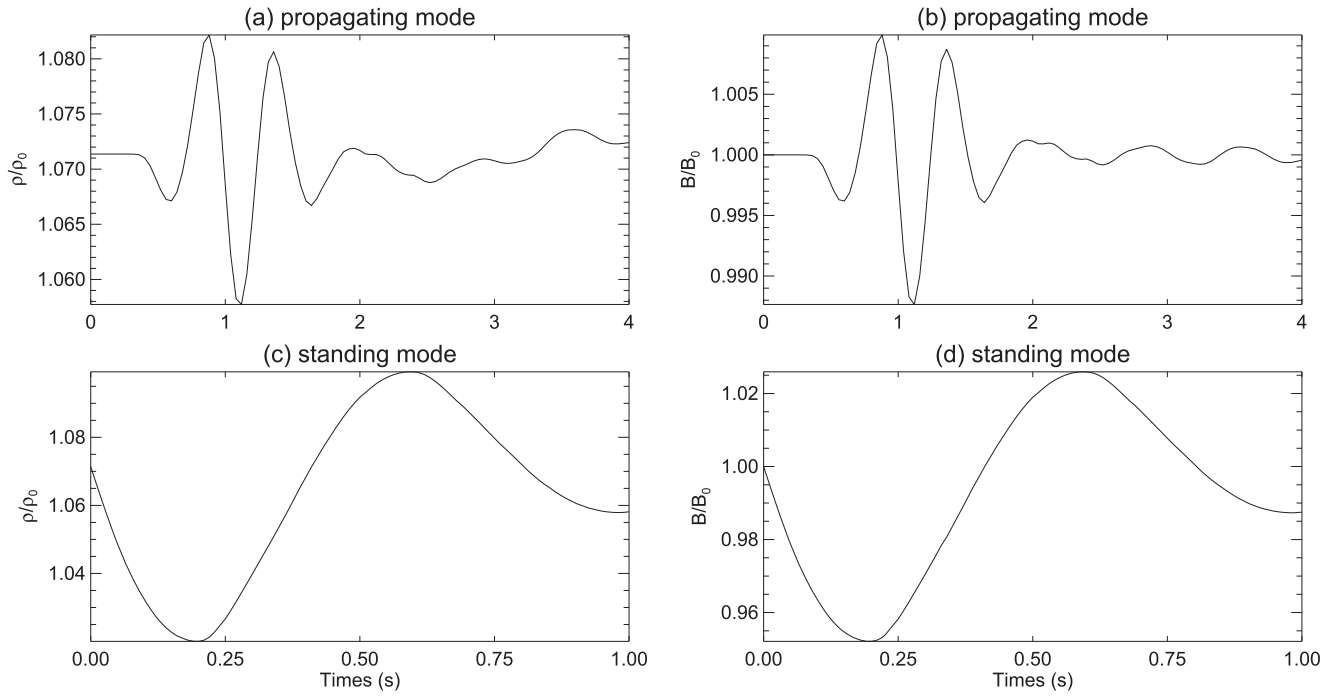 (a) propagating mode
1.080
1.075
1.070
1.065
1.060
ρ/ρ₀
0 1 2 3 4
(b) propagating mode
1.005
1.000
0.995
0.990
B/B₀
0 1 2 3 4
(c) standing mode
1.08
1.06
1.04
ρ/ρ₀
0.00 0.25 0.50 0.75 1.00
Times (s)
(d) standing mode
1.02
1.00
0.98
0.96
B/B₀
0.00 0.25 0.50 0.75 1.00
Times (s)